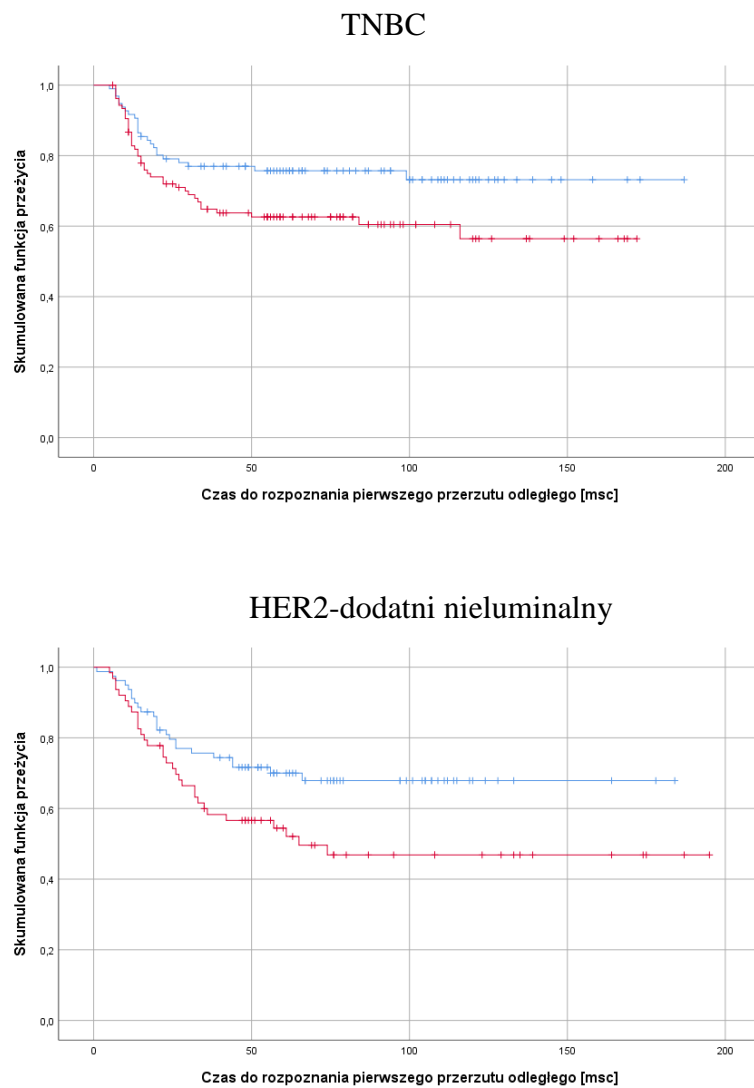 TNBC
Skumulowana funkcja przeżycia
1,0
0,8
0,6
0,4
0,2
0,0
0 50 100 150 200
Czas do rozpoznania pierwszego przerzutu odległego [msc]
HER2-dodatni nieluminalny
Skumulowana funkcja przeżycia
1,0
0,8
0,6
0,4
0,2
0,0
0 50 100 150 200
Czas do rozpoznania pierwszego przerzutu odległego [msc]